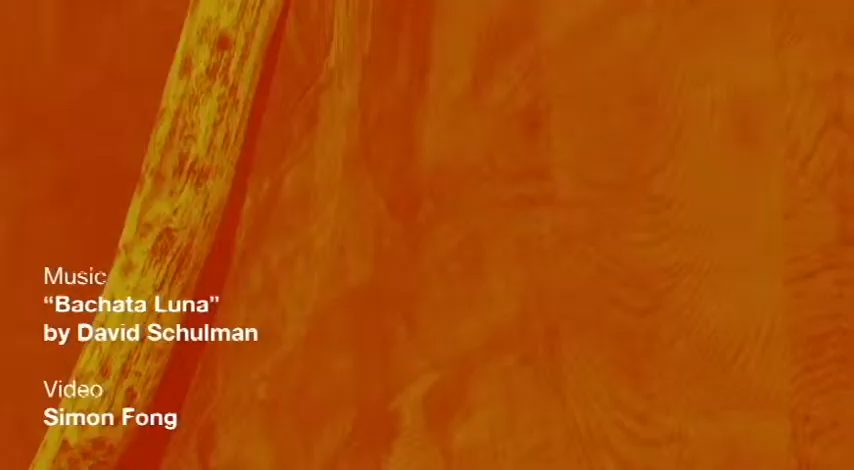 Music
“Bachata Luna”
by David Schulman
Video
Simon Fong